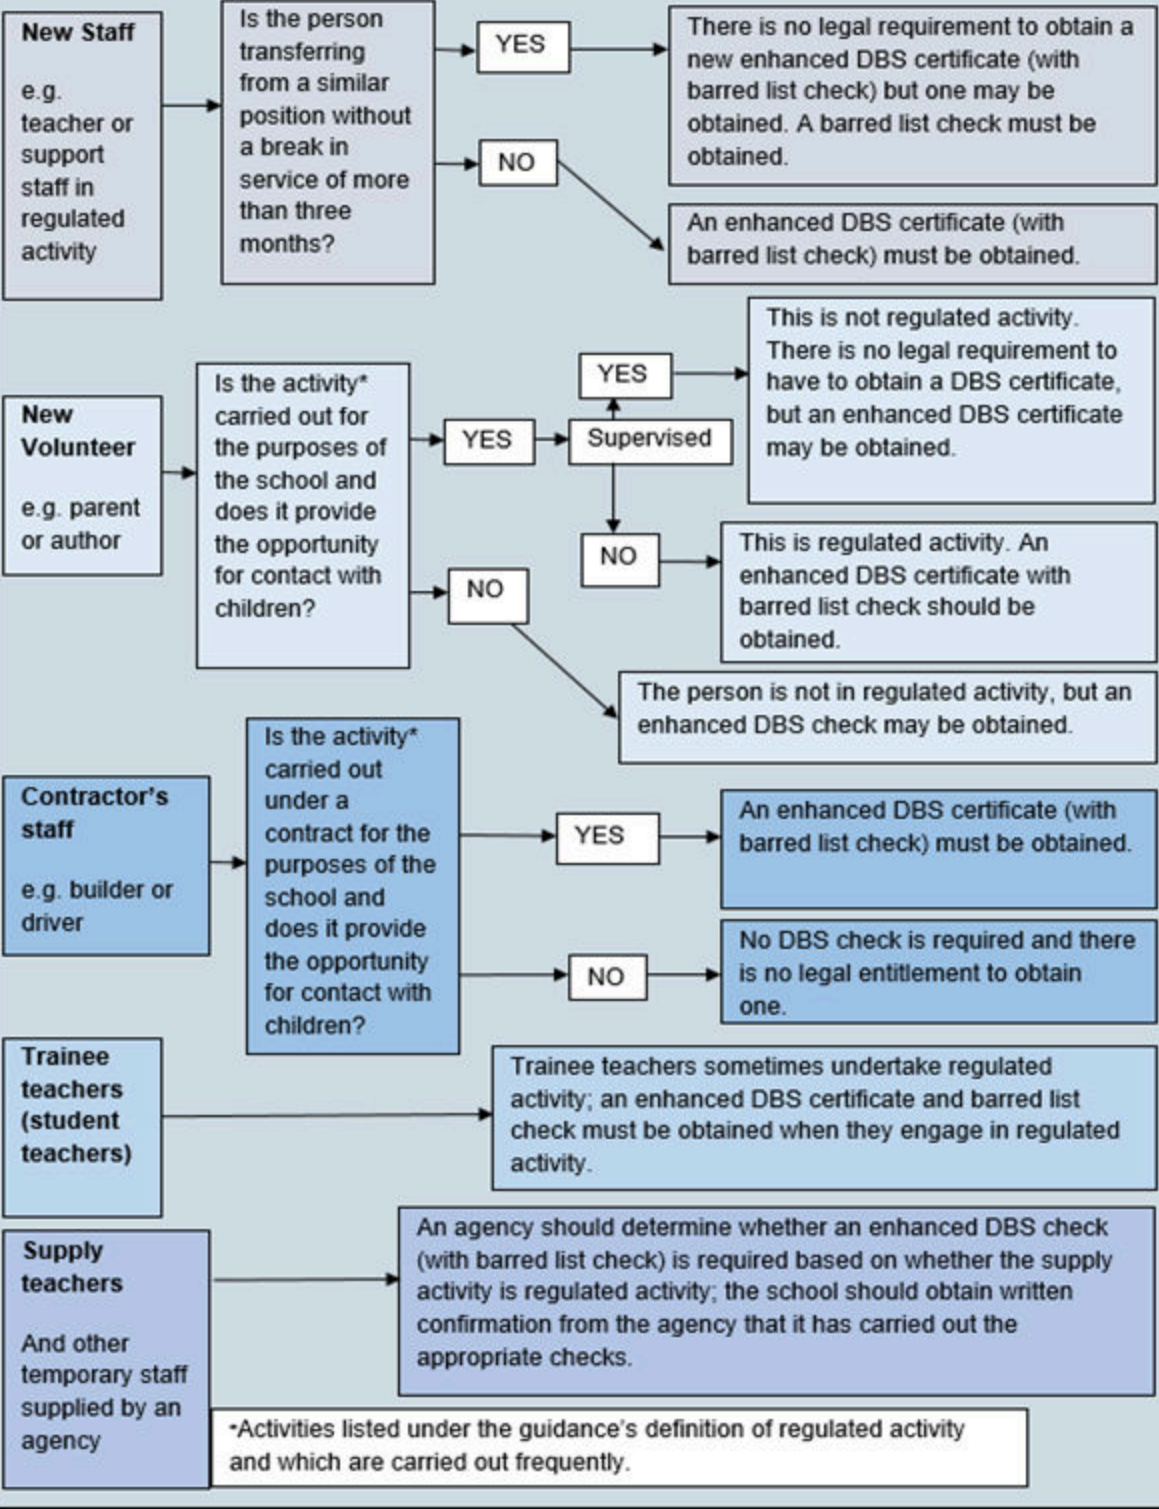 New Staff
e.g.
teacher or
support
staff in
regulated
activity
Is the person
transferring
from a similar
position without
a break in
service of more
than three
months?
YES
There is no legal requirement to obtain a
new enhanced DBS certificate (with
barred list check) but one may be
obtained. A barred list check must be
obtained.
NO
An enhanced DBS certificate (with
barred list check) must be obtained.
New
Volunteer
e.g. parent
or author
Is the activity*
carried out for
the purposes of
the school and
does it provide
the opportunity
for contact with
children?
YES
Supervised
YES
This is not regulated activity.
There is no legal requirement to
have to obtain a DBS certificate,
but an enhanced DBS certificate
may be obtained.
NO
This is regulated activity. An
enhanced DBS certificate with
barred list check should be
obtained.
NO
The person is not in regulated activity, but an
enhanced DBS check may be obtained.
Contractor's
staff
e.g. builder or
driver
Is the activity*
carried out
under a
contract for the
purposes of the
school and
does it provide
the opportunity
for contact with
children?
YES
An enhanced DBS certificate (with
barred list check) must be obtained.
NO
No DBS check is required and there
is no legal entitlement to obtain
one.
Trainee
teachers
(student
teachers)
Trainee teachers sometimes undertake regulated
activity; an enhanced DBS certificate and barred list
check must be obtained when they engage in regulated
activity.
Supply
teachers
And other
temporary staff
supplied by an
agency
An agency should determine whether an enhanced DBS check
(with barred list check) is required based on whether the supply
activity is regulated activity; the school should obtain written
confirmation from the agency that it has carried out the
appropriate checks.
*Activities listed under the guidance's definition of regulated activity
and which are carried out frequently.